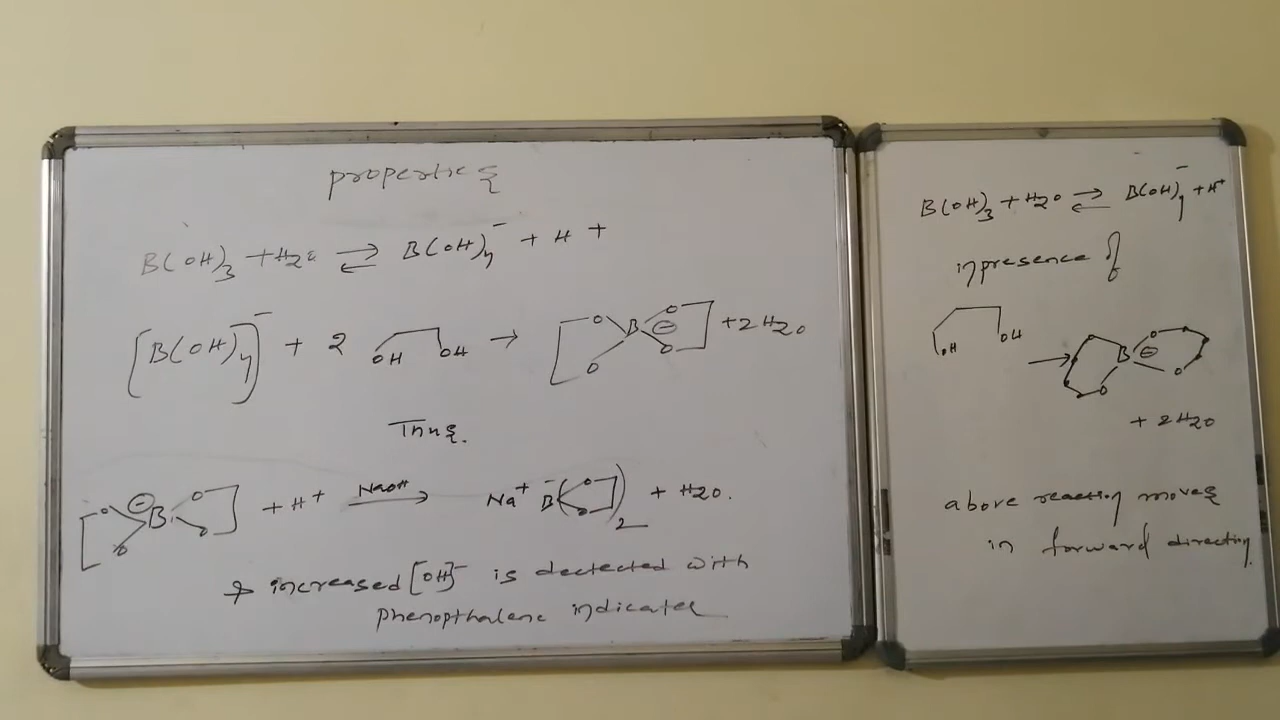 properties
B(OH)3 + H2O ⇌ B(OH)4⁻ + H+
[B(OH)4]⁻ + 2 OH OH → O O B ⊖ O O + 2H2O
Thus.
O O ⊖ B O O + H+ NaOH → Na+ B⁻(O O)2 + H2O.
→ increased [OH]⁻ is dectected with
phenopthalene indicator
B(OH)3 + H2O ⇌ B(OH)4⁻ + H+
in presence of
OH OH
→ O B ⊖ O O
+ 2H2O
above reaction moves
in forward direction.